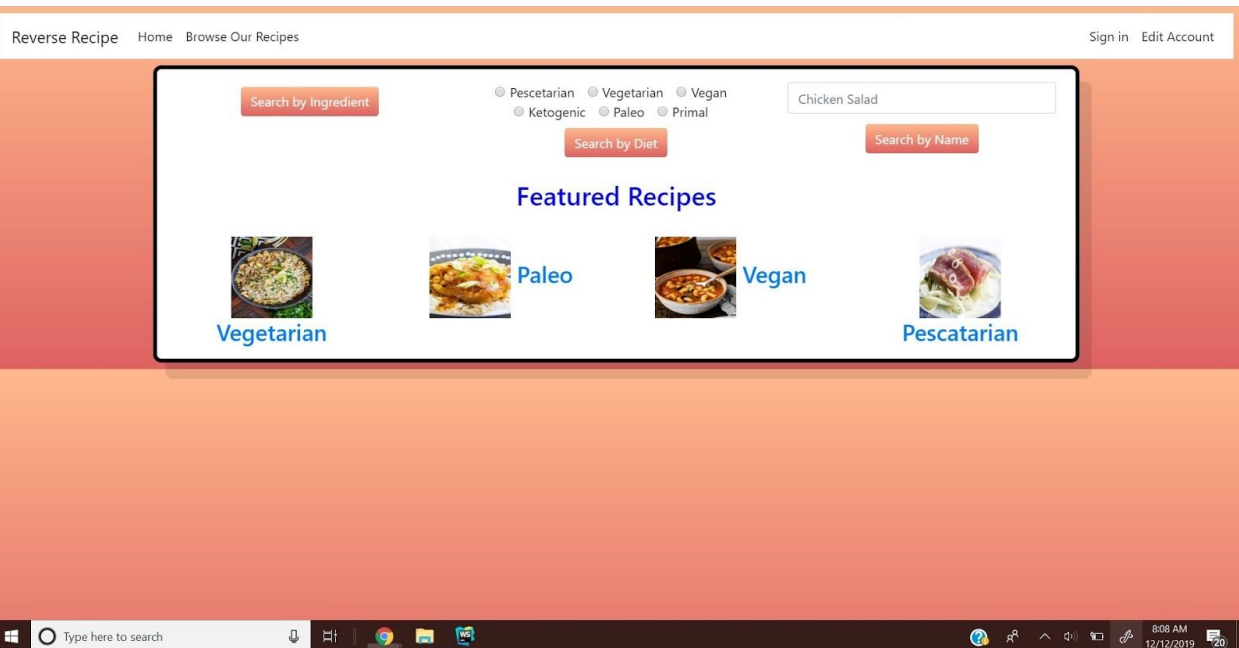 Reverse Recipe Home Browse Our Recipes Sign in Edit Account
Search by Ingredient
Pescetarian Vegetarian Vegan
Ketogenic Paleo Primal
Search by Diet
Chicken Salad
Search by Name
Featured Recipes
Vegetarian
Paleo
Vegan
Pescatarian
Type here to search
WS
8:08 AM
12/12/2019
20